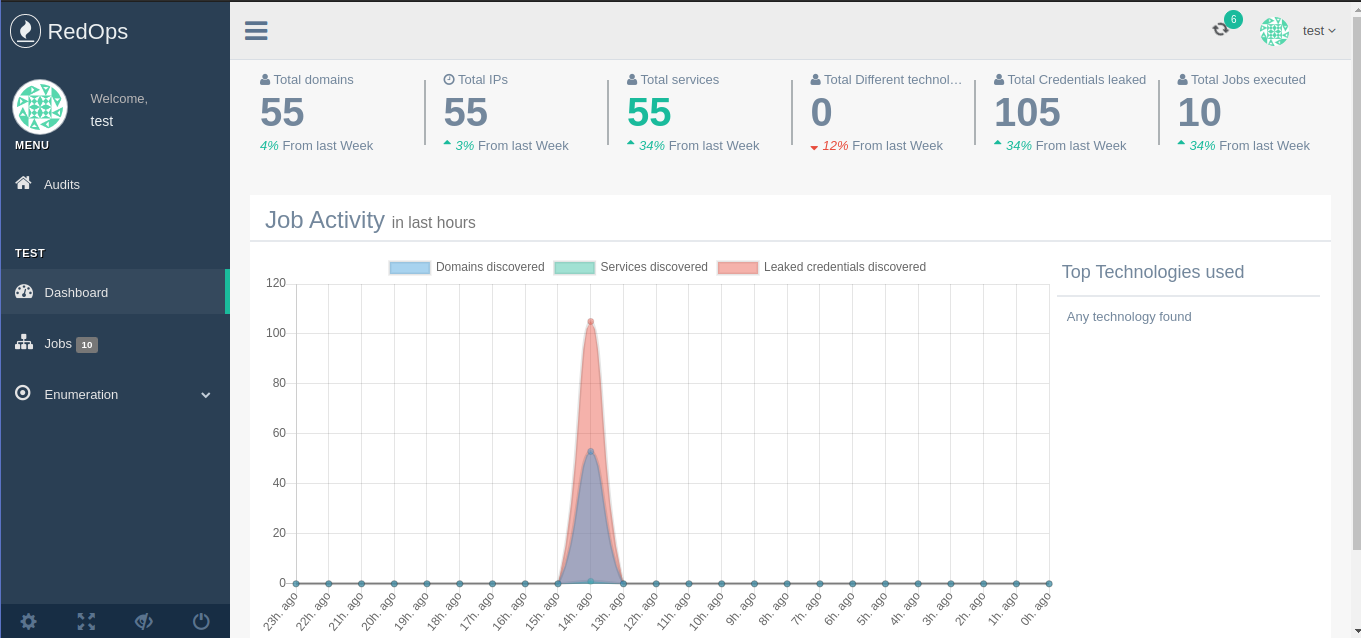 RedOps
6
test
Welcome,
test
MENU
Audits
TEST
Dashboard
Jobs 10
Enumeration
Total domains
55
4% From last Week
Total IPs
55
3% From last Week
Total services
55
34% From last Week
Total Different technol...
0
12% From last Week
Total Credentials leaked
105
34% From last Week
Total Jobs executed
10
34% From last Week
Job Activity in last hours
Domains discovered Services discovered Leaked credentials discovered
120
100
80
60
40
20
0
23h. ago
22h. ago
21h. ago
20h. ago
19h. ago
18h. ago
17h. ago
16h. ago
15h. ago
14h. ago
13h. ago
12h. ago
11h. ago
10h. ago
9h. ago
8h. ago
7h. ago
6h. ago
5h. ago
4h. ago
3h. ago
2h. ago
1h. ago
0h. ago
Top Technologies used
Any technology found